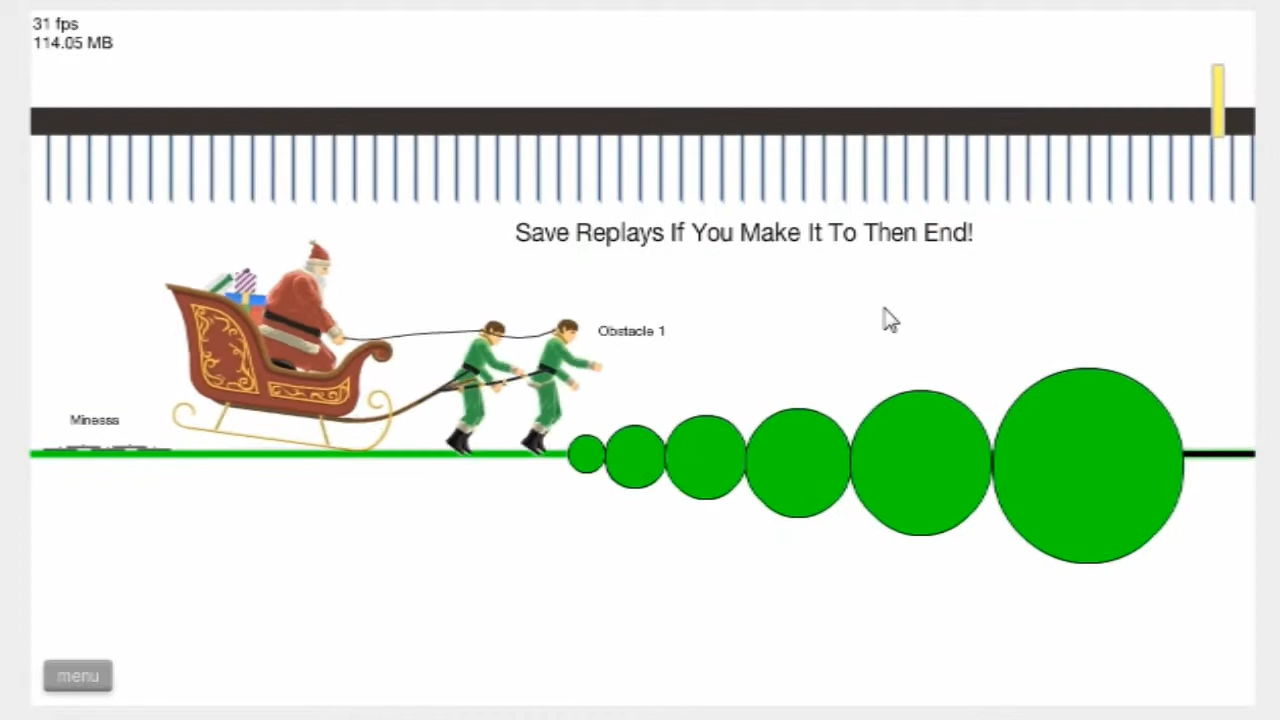 31 fps
114.05 MB
Save Replays If You Make It To Then End!
Obstacle 1
Minesss
menu